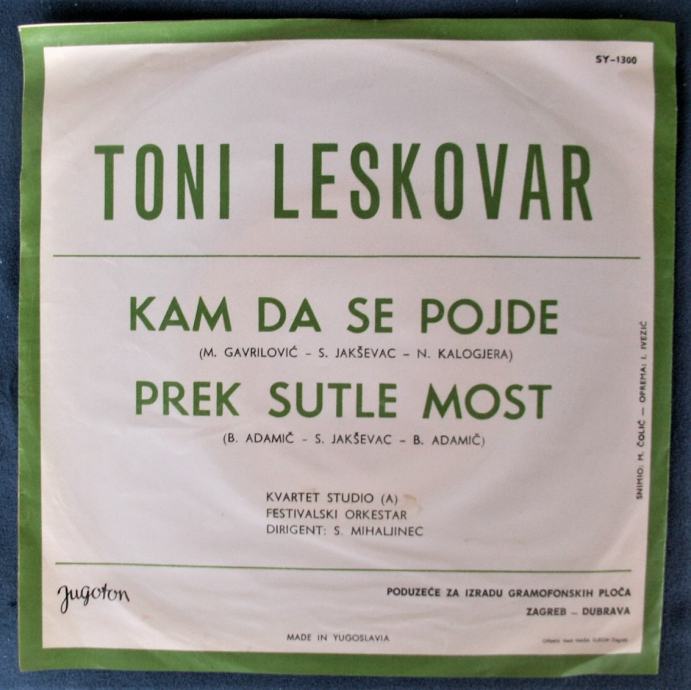 SY-1300
TONI LESKOVAR
KAM DA SE POJDE
(M. GAVRILOVIĆ - S. JAKŠEVAC - N. KALOGJERA)
PREK SUTLE MOST
(B. ADAMIČ - S. JAKŠEVAC - B. ADAMIČ)
SNIMIO: M. ČOLIĆ — OPREMA: I. IVEZIĆ
KVARTET STUDIO (A)
FESTIVALSKI ORKESTAR
DIRIGENT: S. MIHALJINEC
Jugoton
PODUZEĆE ZA IZRADU GRAMOFONSKIH PLOČA
ZAGREB - DUBRAVA
MADE IN YUGOSLAVIA